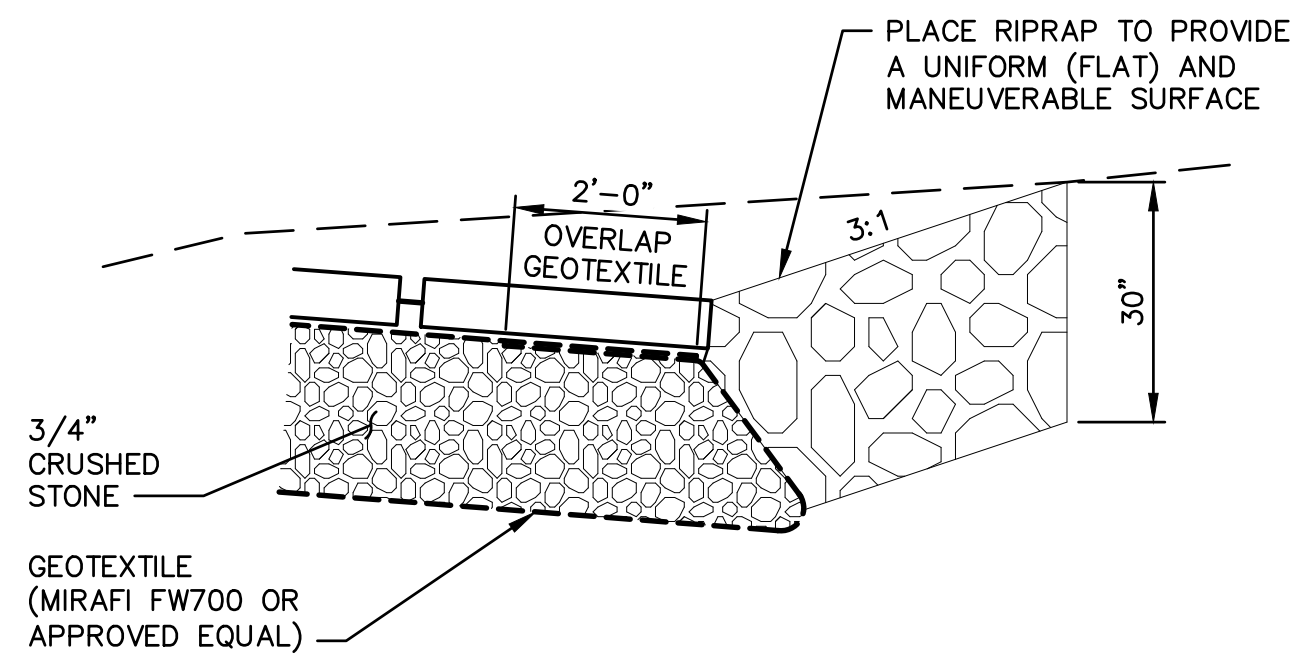 PLACE RIPRAP TO PROVIDE
A UNIFORM (FLAT) AND
MANEUVERABLE SURFACE
2'-0"
OVERLAP
GEOTEXTILE
3:1
30"
3/4"
CRUSHED
STONE
GEOTEXTILE
(MIRAFI FW700 OR
APPROVED EQUAL)